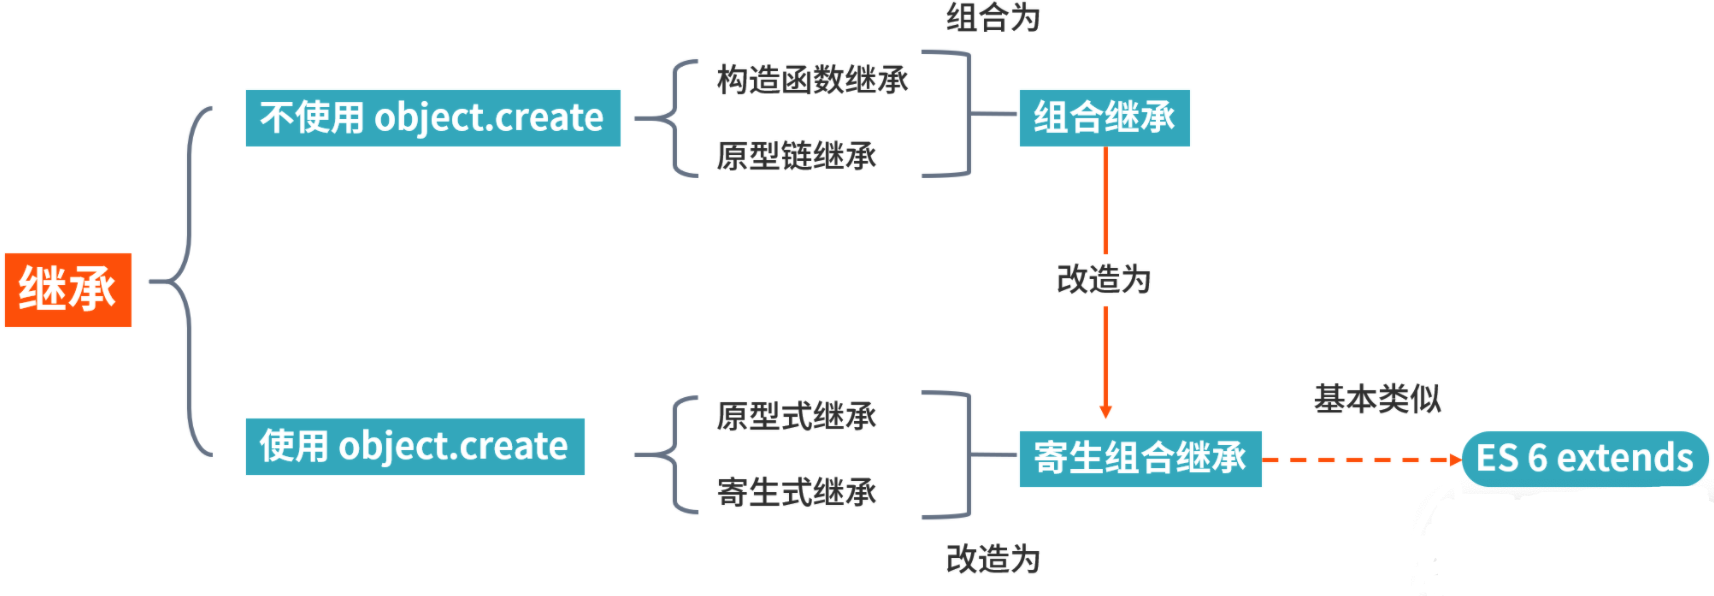 组合为
构造函数继承
不使用 object.create
组合继承
原型链继承
继承
改造为
基本类似
原型式继承
使用 object.create
寄生组合继承
ES 6 extends
寄生式继承
改造为